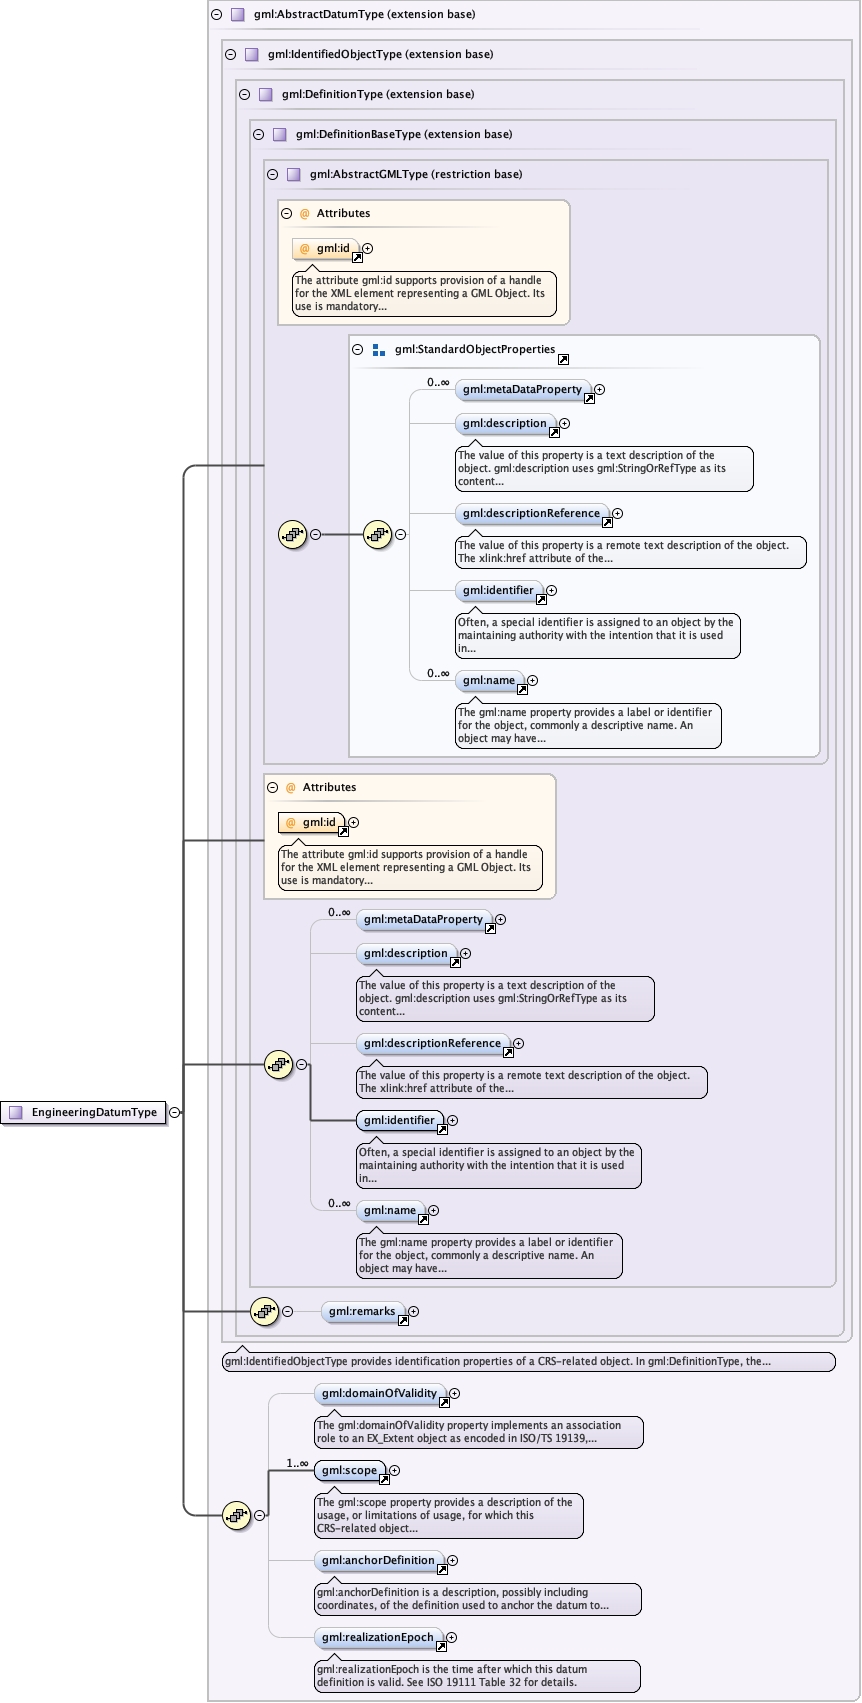 gml:AbstractDatumType (extension base)
gml:IdentifiedObjectType (extension base)
gml:DefinitionType (extension base)
gml:DefinitionBaseType (extension base)
gml:AbstractGMLType (restriction base)
@ Attributes
@ gml:id
The attribute gml:id supports provision of a handle
for the XML element representing a GML Object. Its
use is mandatory...
gml:StandardObjectProperties
0..∞
gml:metaDataProperty
gml:description
The value of this property is a text description of the
object. gml:description uses gml:StringOrRefType as its
content...
gml:descriptionReference
The value of this property is a remote text description of the object.
The xlink:href attribute of the...
gml:identifier
Often, a special identifier is assigned to an object by the
maintaining authority with the intention that it is used
in...
0..∞
gml:name
The gml:name property provides a label or identifier
for the object, commonly a descriptive name. An
object may have...
@ Attributes
@ gml:id
The attribute gml:id supports provision of a handle
for the XML element representing a GML Object. Its
use is mandatory...
0..∞
gml:metaDataProperty
gml:description
The value of this property is a text description of the
object. gml:description uses gml:StringOrRefType as its
content...
gml:descriptionReference
The value of this property is a remote text description of the object.
The xlink:href attribute of the...
EngineeringDatumType
gml:identifier
Often, a special identifier is assigned to an object by the
maintaining authority with the intention that it is used
in...
0..∞
gml:name
The gml:name property provides a label or identifier
for the object, commonly a descriptive name. An
object may have...
gml:remarks
gml:IdentifiedObjectType provides identification properties of a CRS-related object. In gml:DefinitionType, the...
gml:domainOfValidity
The gml:domainOfValidity property implements an association
role to an EX_Extent object as encoded in ISO/TS 19139,...
1..∞
gml:scope
The gml:scope property provides a description of the
usage, or limitations of usage, for which this
CRS-related object...
gml:anchorDefinition
gml:anchorDefinition is a description, possibly including
coordinates, of the definition used to anchor the datum to...
gml:realizationEpoch
gml:realizationEpoch is the time after which this datum
definition is valid. See ISO 19111 Table 32 for details.